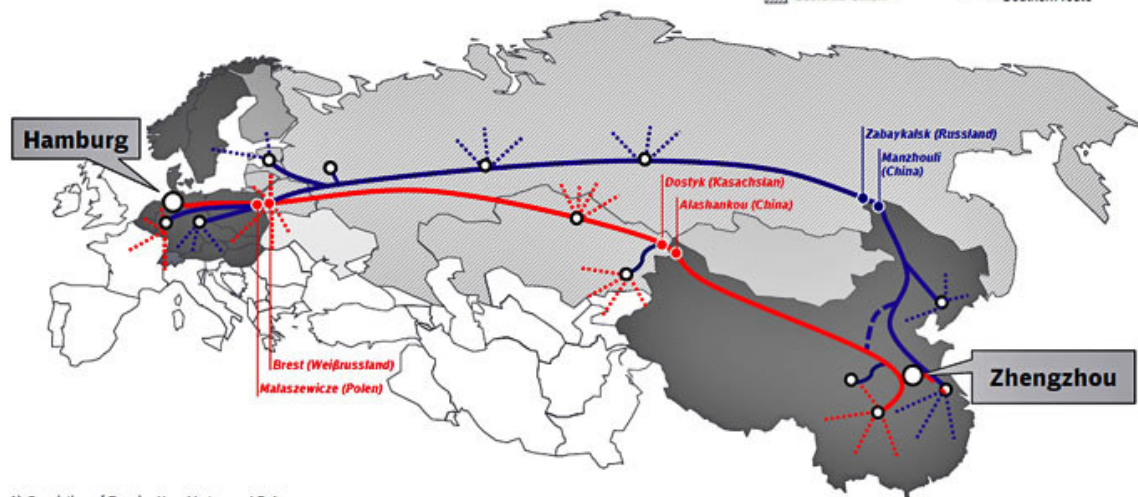 Hamburg
Zabaykalsk (Russland)
Manzhouli
(China)
Dostyk (Kasachstan)
Alashankou (China)
Brest (Weißrussland)
Malaszewicze (Polen)
Zhengzhou